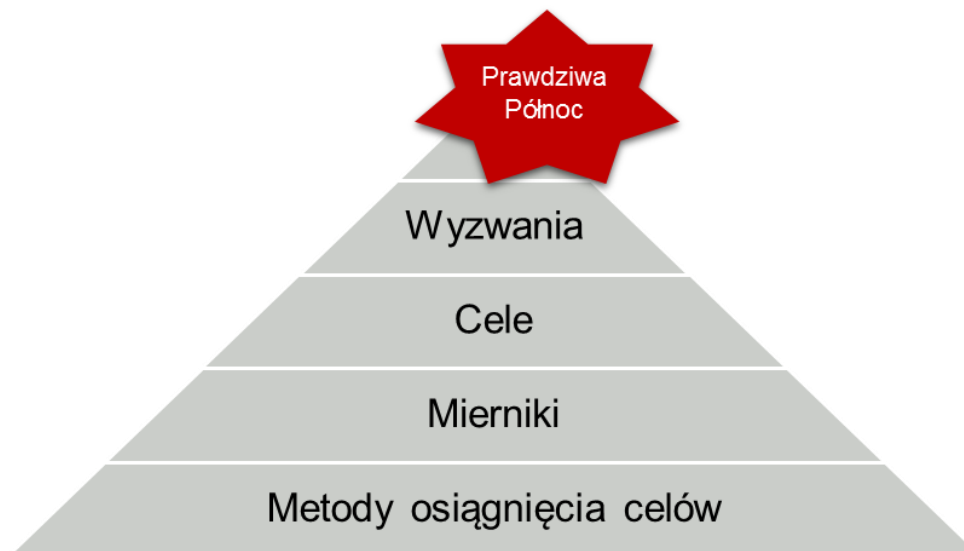 Prawdziwa
Północ
Wyzwania
Cele
Mierniki
Metody osiągnięcia celów